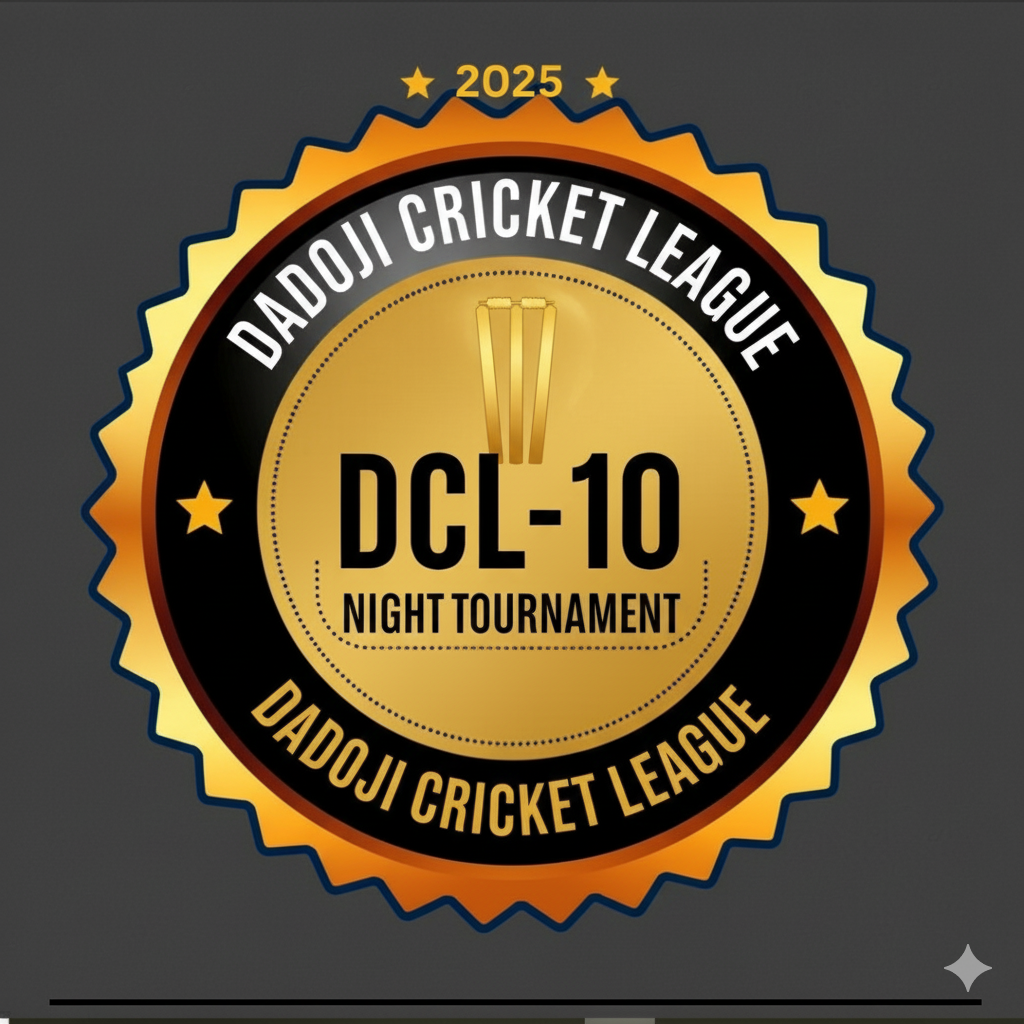 2025
DADOJI CRICKET LEAGUE
DCL-10
NIGHT TOURNAMENT
DADOJI CRICKET LEAGUE